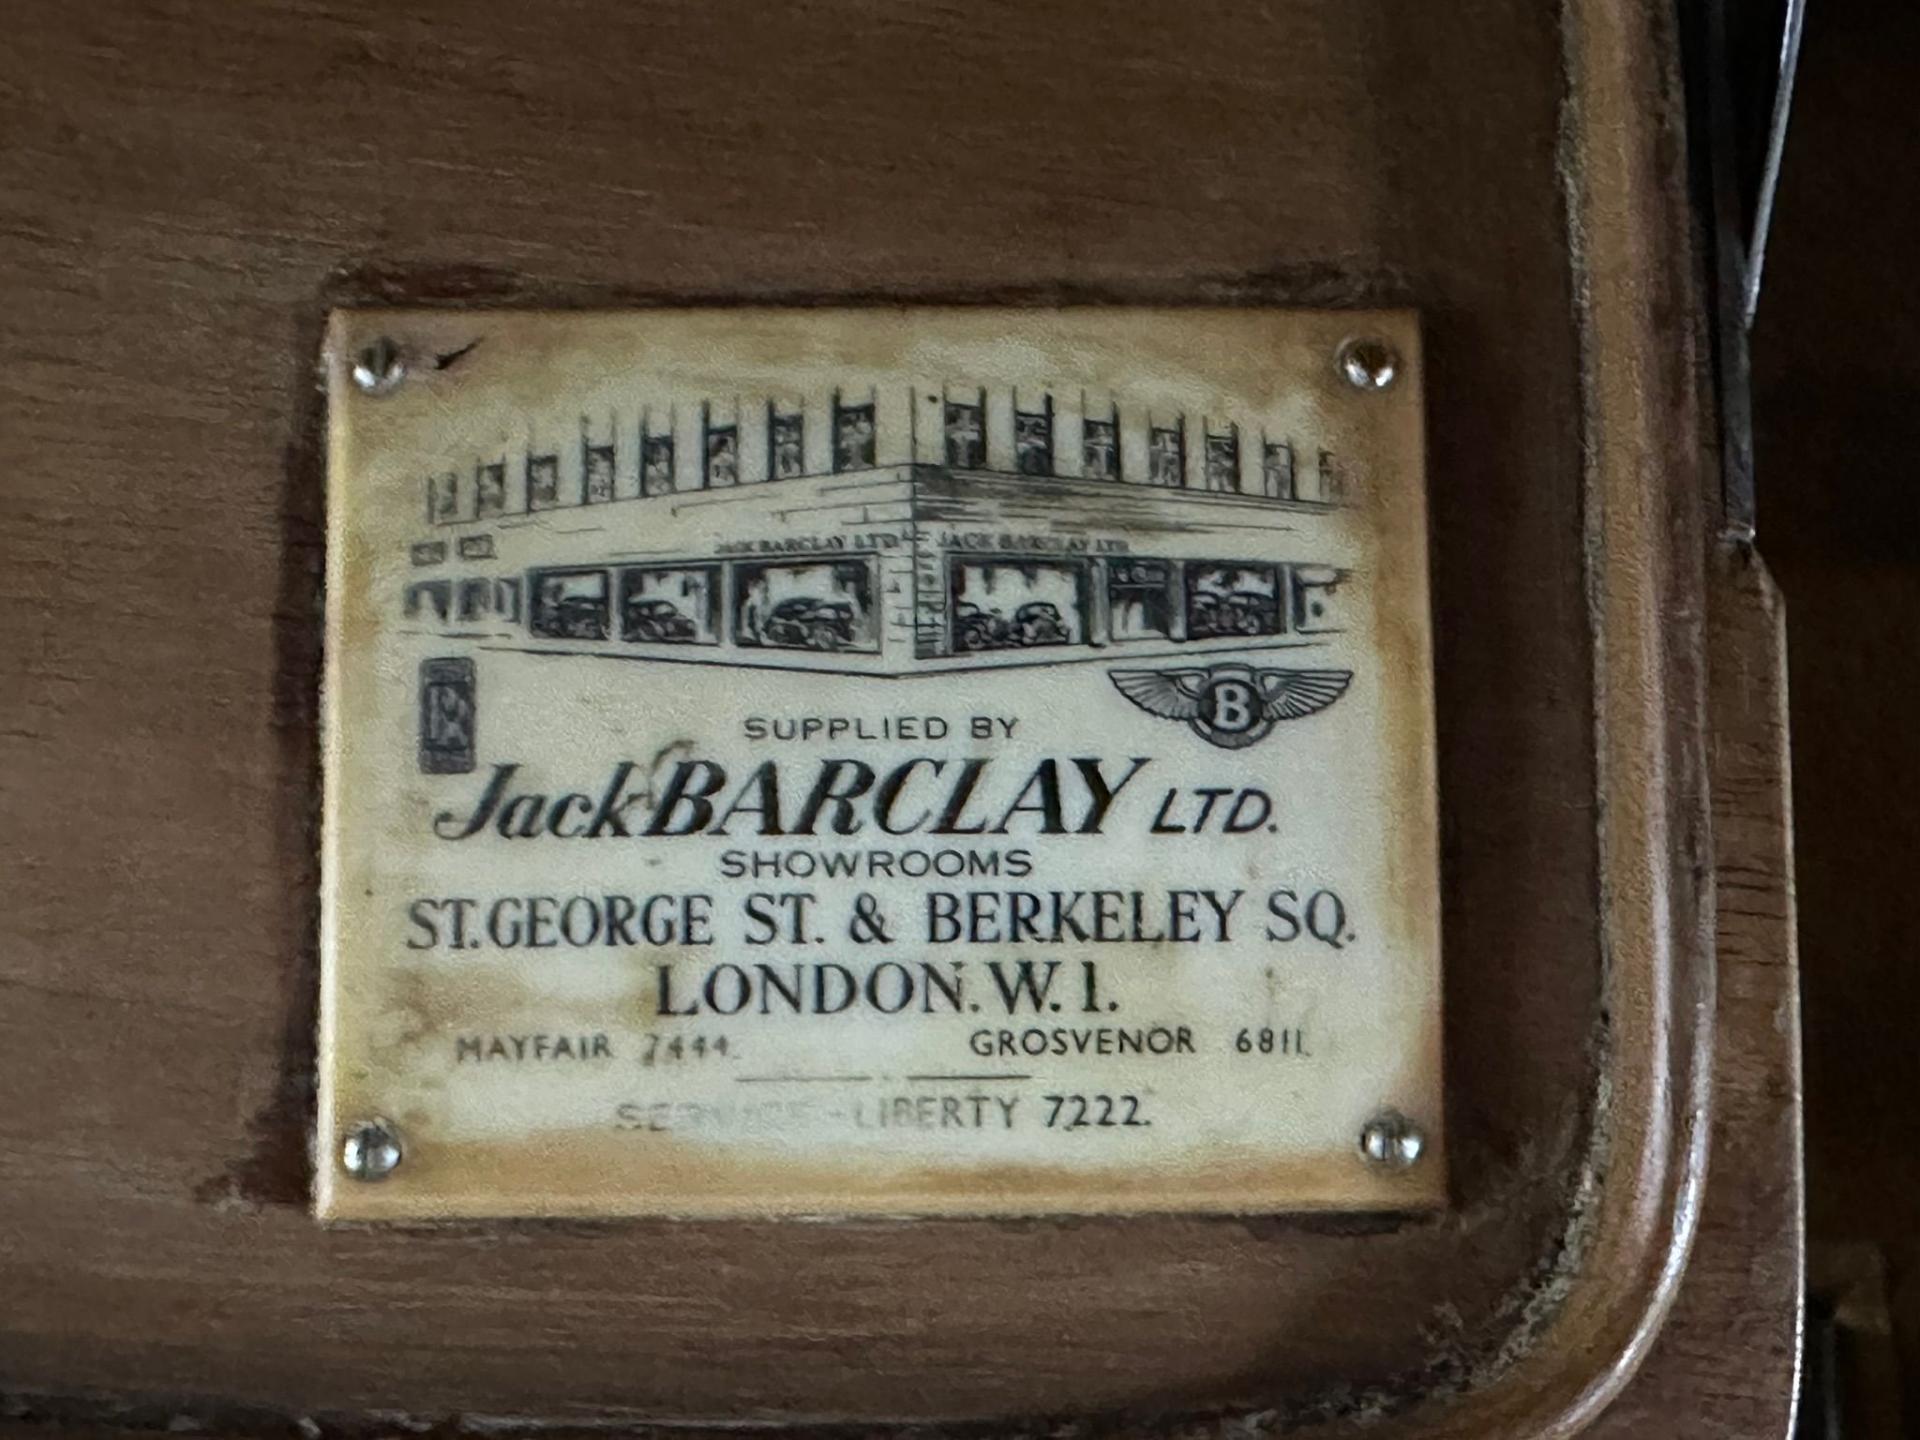 JACK BARCLAY LTD JACK BARCLAY LTD
B
SUPPLIED BY
Jack BARCLAY LTD.
SHOWROOMS
ST. GEORGE ST. & BERKELEY SQ.
LONDON. W. 1.
MAYFAIR 7444. GROSVENOR 6811.
SERVICE - LIBERTY 7222.